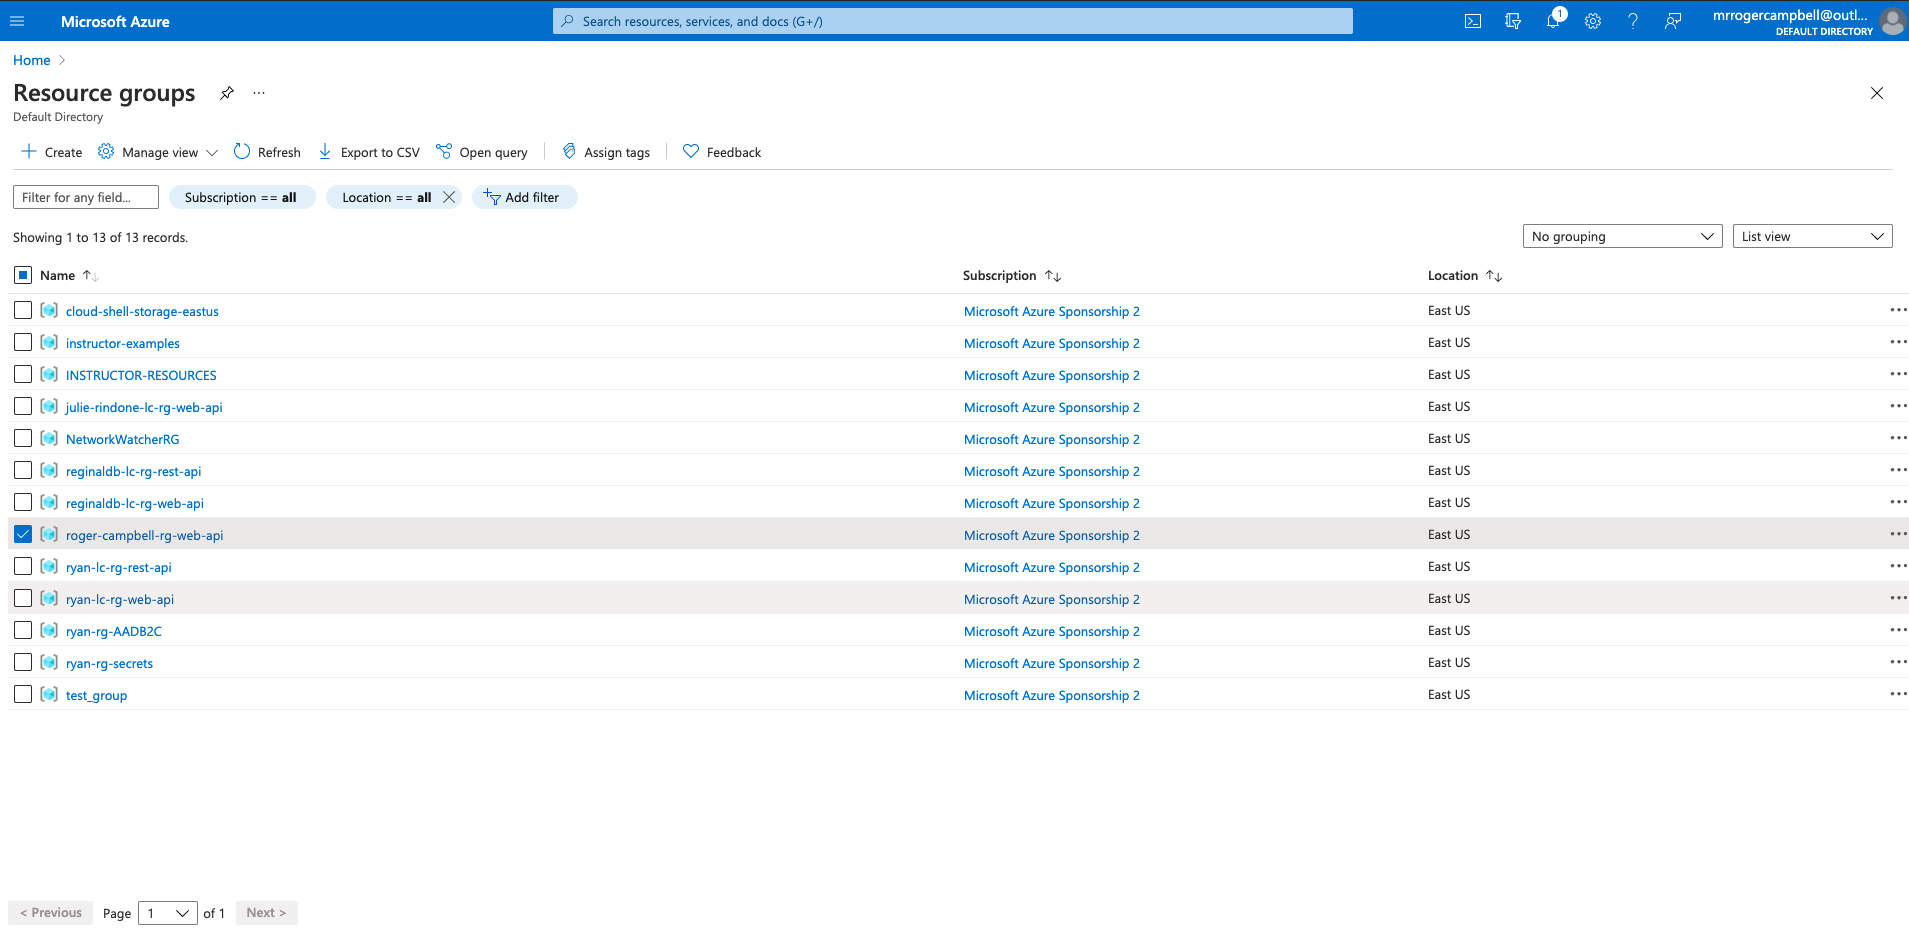 Microsoft Azure
Search resources, services, and docs (G+/)
1
mrrogercampbell@outl...
DEFAULT DIRECTORY
Home
Resource groups
Default Directory
Create
Manage view
Refresh
Export to CSV
Open query
Assign tags
Feedback
Filter for any field...
Subscription == all
Location == all
Add filter
Showing 1 to 13 of 13 records.
No grouping
List view
Name Subscription Location
cloud-shell-storage-eastus Microsoft Azure Sponsorship 2 East US
instructor-examples Microsoft Azure Sponsorship 2 East US
INSTRUCTOR-RESOURCES Microsoft Azure Sponsorship 2 East US
julie-rindone-lc-rg-web-api Microsoft Azure Sponsorship 2 East US
NetworkWatcherRG Microsoft Azure Sponsorship 2 East US
reginaldb-lc-rg-rest-api Microsoft Azure Sponsorship 2 East US
reginaldb-lc-rg-web-api Microsoft Azure Sponsorship 2 East US
roger-campbell-rg-web-api Microsoft Azure Sponsorship 2 East US
ryan-lc-rg-rest-api Microsoft Azure Sponsorship 2 East US
ryan-lc-rg-web-api Microsoft Azure Sponsorship 2 East US
ryan-rg-AADB2C Microsoft Azure Sponsorship 2 East US
ryan-rg-secrets Microsoft Azure Sponsorship 2 East US
test_group Microsoft Azure Sponsorship 2 East US
< Previous Page 1 of 1 Next >